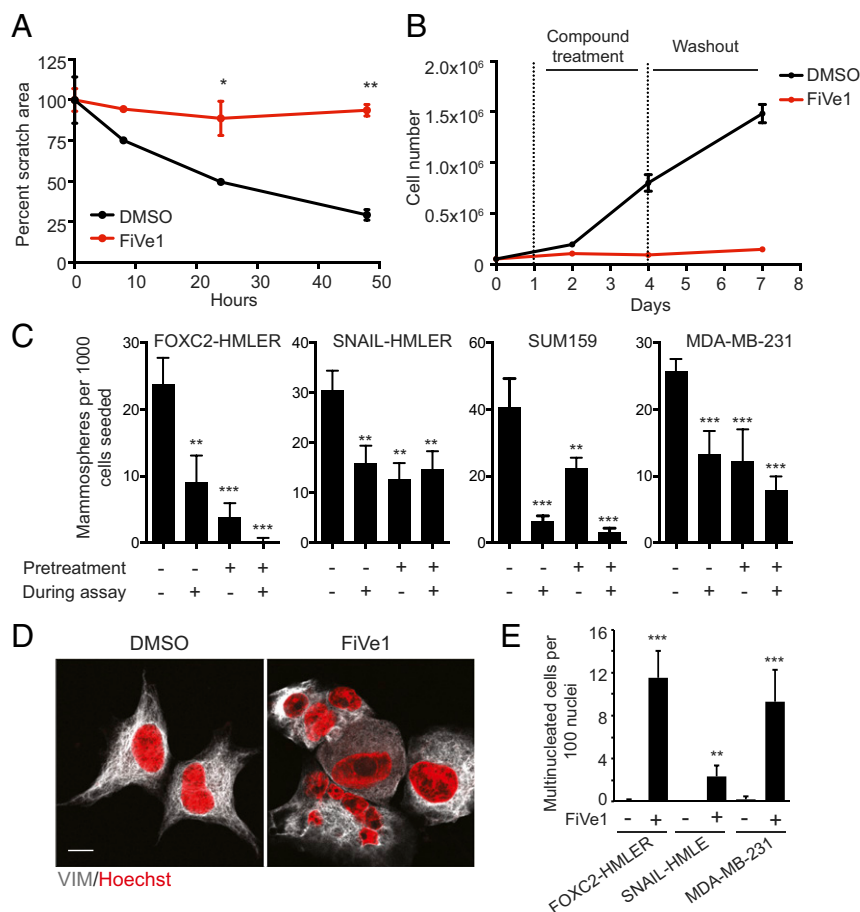 A
Percent scratch area
125
100
75
50
25
0
0
10
20
30
40
50
Hours
*
**
DMSO
FiVe1
B
Compound
treatment
Washout
Cell number
2.0x10⁶
1.5x10⁶
1.0x10⁶
0.5x10⁶
0
0
1
2
3
4
5
6
7
8
Days
DMSO
FiVe1
C
Mammospheres per 1000
cells seeded
FOXC2-HMLER
30
20
10
0
**
***
***
SNAIL-HMLER
40
30
20
10
0
**
**
**
SUM159
60
40
20
0
***
**
***
MDA-MB-231
30
20
10
0
***
***
***
Pretreatment - - + + - - + + - - + + - - + +
During assay - + - + - + - + - + - + - + - +
D
DMSO
FiVe1
VIM/Hoechst
E
Multinucleated cells per
100 nuclei
16
12
8
4
0
***
**
***
FiVe1 - + - + - +
FOXC2-HMLER
SNAIL-HMLE
MDA-MB-231